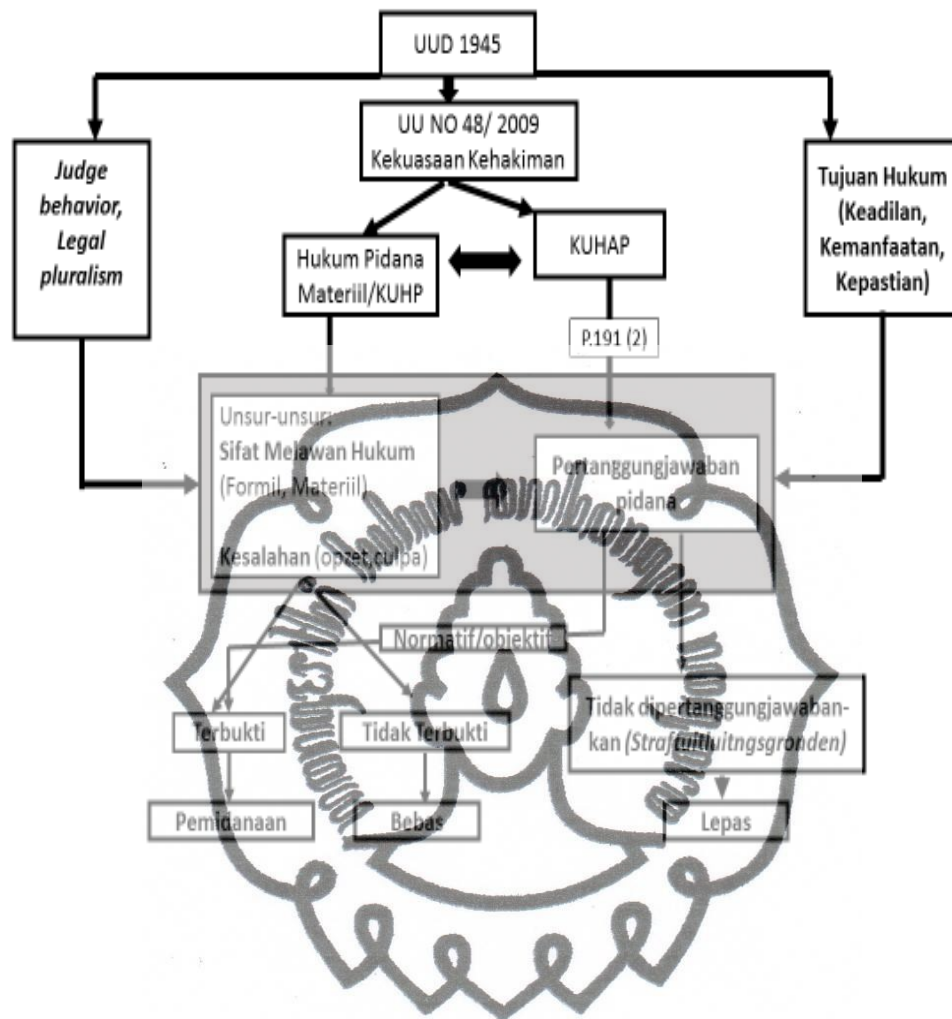 UUD 1945
UU NO 48/ 2009
Kekuasaan Kehakiman
Judge
behavior,
Legal
pluralism
Tujuan Hukum
(Keadilan,
Kemanfaatan,
Kepastian)
Hukum Pidana
Materiil/KUHP
KUHAP
P.191 (2)
Unsur-unsur:
Sifat Melawan Hukum
(Formil, Materiil)
Kesalahan (opzet,culpa)
Pertanggungjawaban
pidana
Normatif/objektif
Terbukti
Tidak Terbukti
Tidak dipertanggungjawab-
kan (Strafuitluitngsgronden)
Pemidanaan
Bebas
Lepas